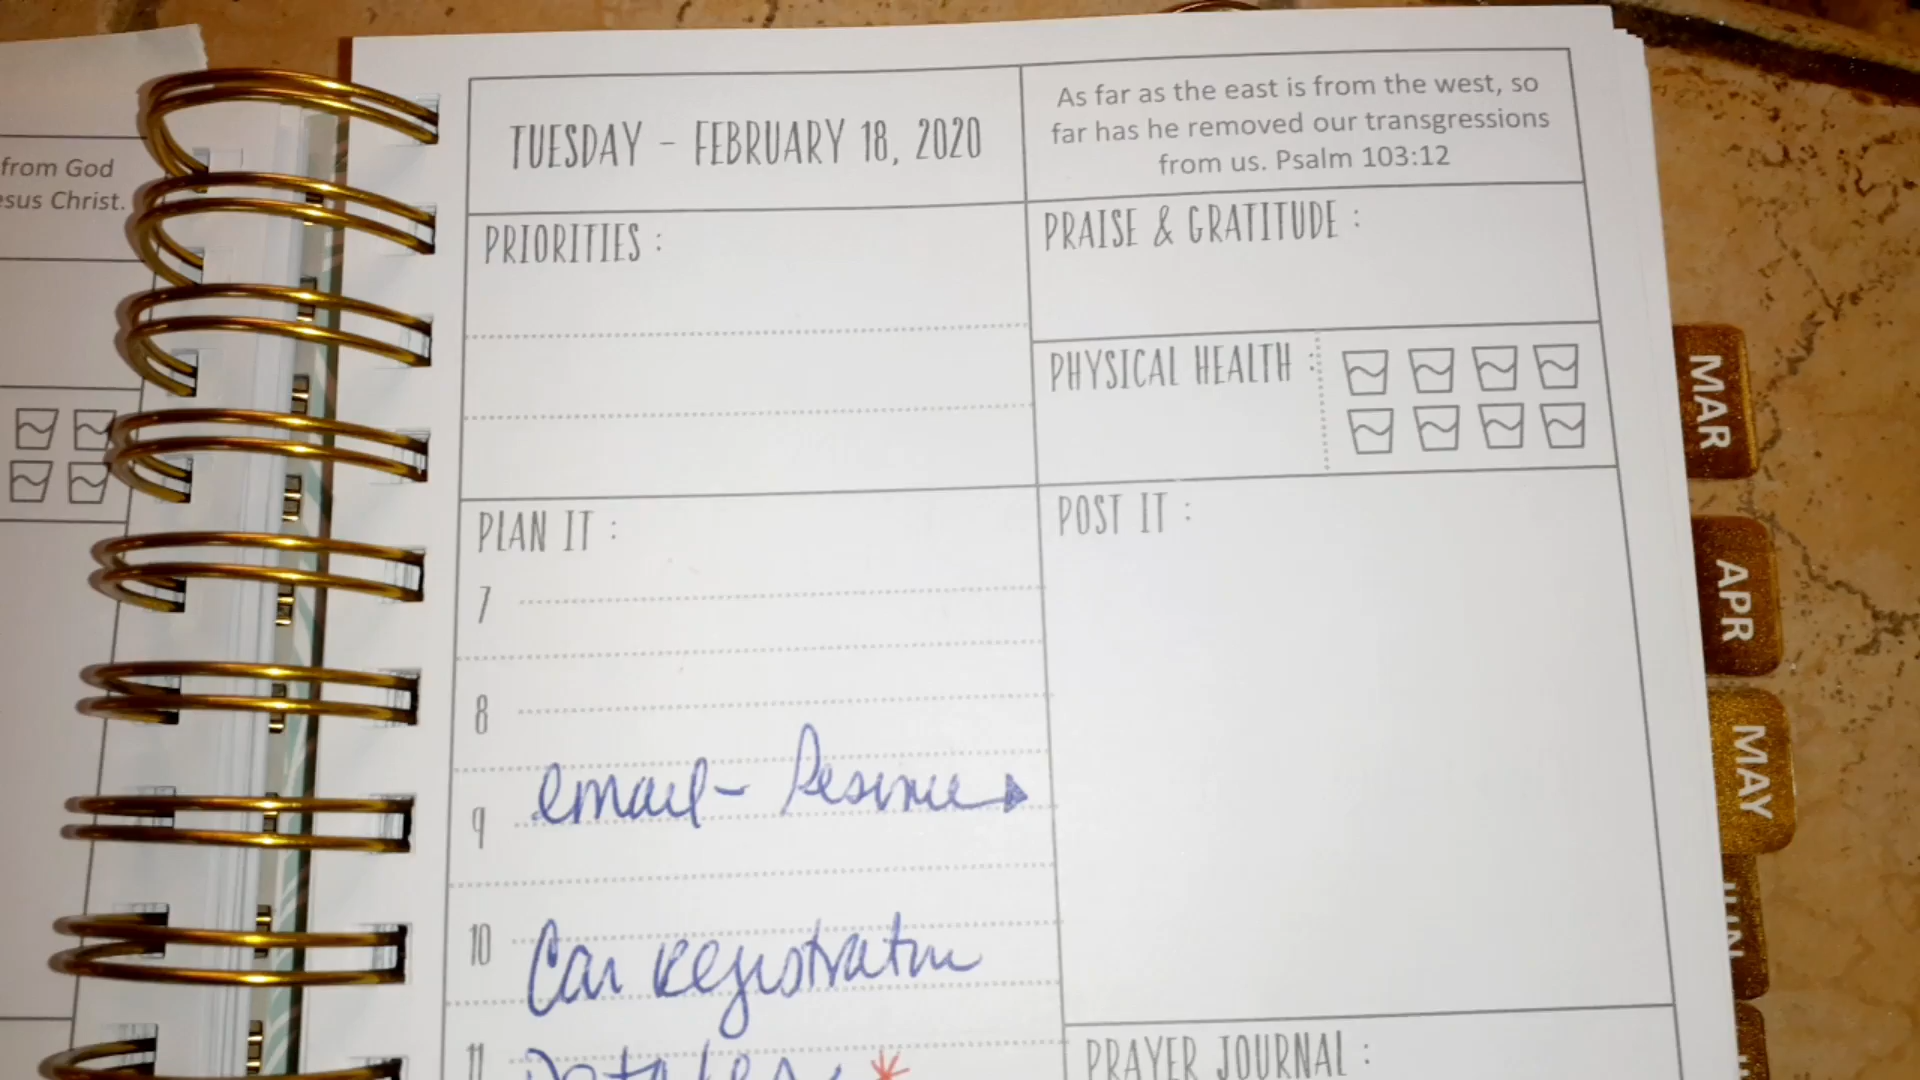 from God
esus Christ.
TUESDAY - FEBRUARY 18, 2020
As far as the east is from the west, so
far has he removed our transgressions
from us. Psalm 103:12
PRIORITIES :
PRAISE & GRATITUDE :
PHYSICAL HEALTH :
PLAN IT :
POST IT :
7
8
9 email -
10 Car registration
11
PRAYER JOURNAL :
MAR
APR
MAY
JUN